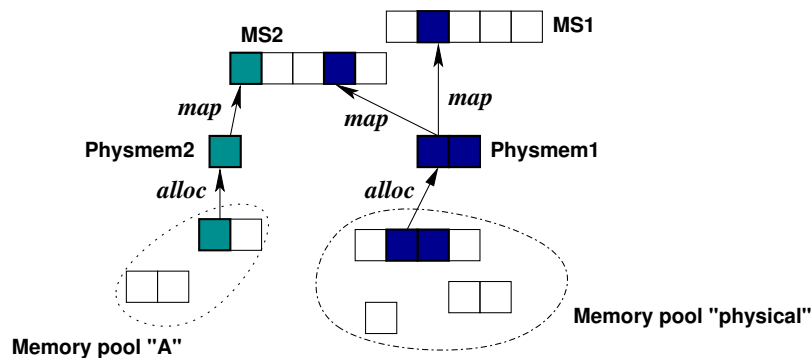 MS1
MS2
map
map
map
Physmem2
Physmem1
alloc
alloc
Memory pool "physical"
Memory pool "A"